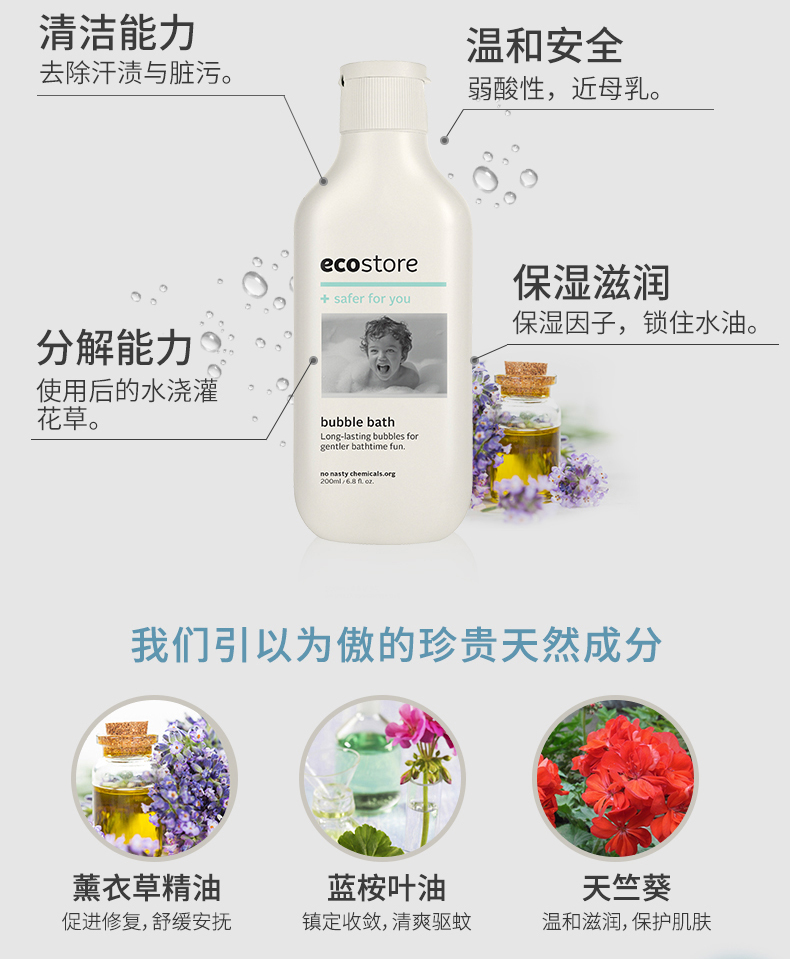 清洁能力
去除汗渍与脏污。
温和安全
弱酸性，近母乳。
保湿滋润
保湿因子，锁住水油。
分解能力
使用后的水浇灌
花草。
ecostore
+ safer for you
bubble bath
Long-lasting bubbles for
gentler bathtime fun.
no nasty chemicals.org
200ml / 6.8 fl. oz.
我们引以为傲的珍贵天然成分
薰衣草精油
促进修复，舒缓安抚
蓝桉叶油
镇定收敛，清爽驱蚊
天竺葵
温和滋润，保护肌肤